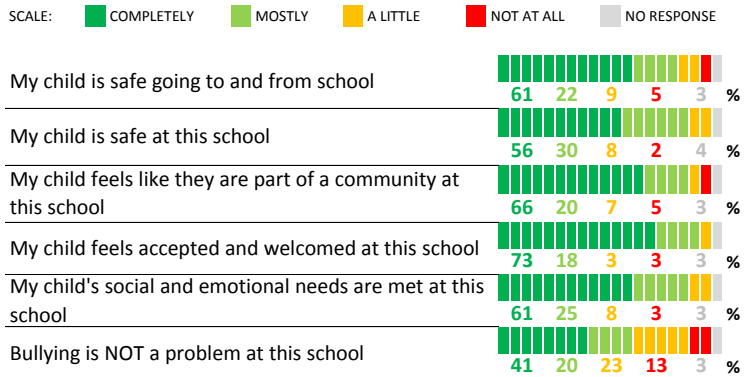 SCALE: COMPLETELY MOSTLY A LITTLE NOT AT ALL NO RESPONSE
My child is safe going to and from school
61 22 9 5 3 %
My child is safe at this school
56 30 8 2 4 %
My child feels like they are part of a community at
this school
66 20 7 5 3 %
My child feels accepted and welcomed at this school
73 18 3 3 3 %
My child's social and emotional needs are met at this
school
61 25 8 3 3 %
Bullying is NOT a problem at this school
41 20 23 13 3 %